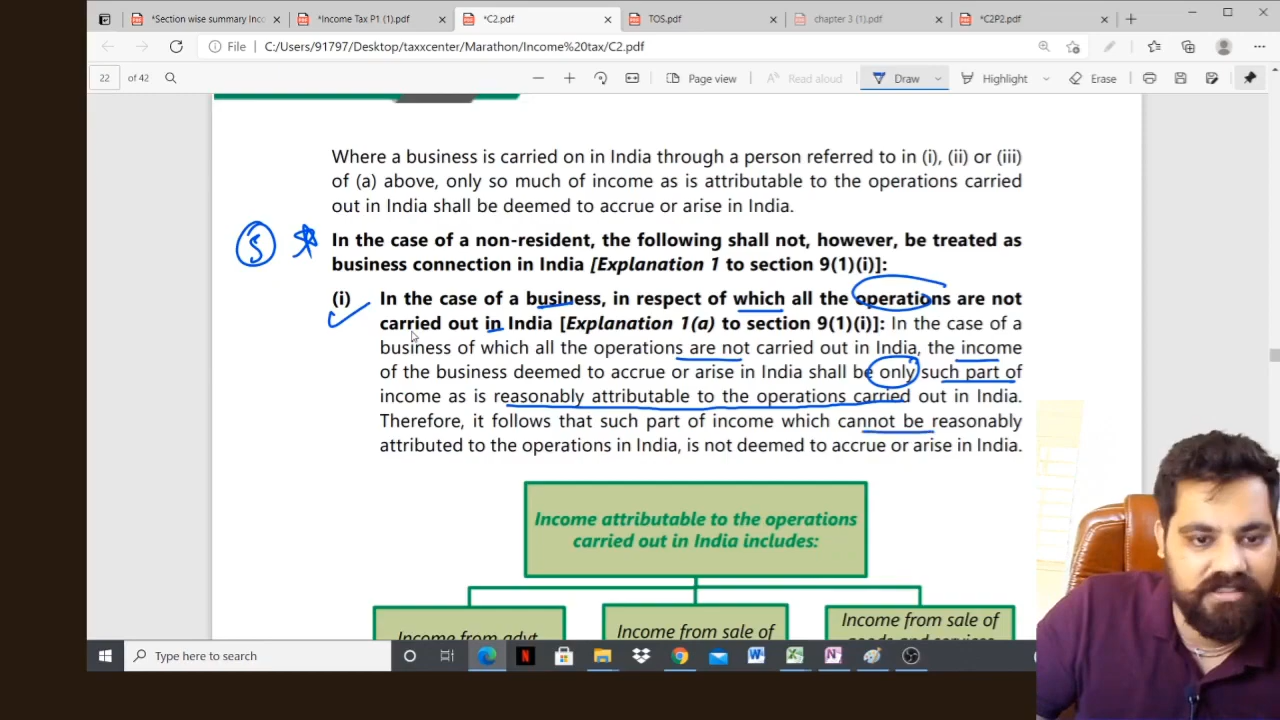 *Section wise summary inc
*Income Tax P1 (1).pdf
*C2.pdf
TOS.pdf
chapter 3 (1).pdf
*C2P2.pdf
File
C:/Users/91797/Desktop/taxxcenter/Marathon/Income%20tax/C2.pdf
22 of 42
Page view
Read aloud
Draw
Highlight
Erase
Where a business is carried on in India through a person referred to in (i), (ii) or (iii)
of (a) above, only so much of income as is attributable to the operations carried
out in India shall be deemed to accrue or arise in India.
In the case of a non-resident, the following shall not, however, be treated as
business connection in India [Explanation 1 to section 9(1)(i)]:
(i) In the case of a business, in respect of which all the operations are not
carried out in India [Explanation 1(a) to section 9(1)(i)]: In the case of a
business of which all the operations are not carried out in India, the income
of the business deemed to accrue or arise in India shall be only such part of
income as is reasonably attributable to the operations carried out in India.
Therefore, it follows that such part of income which cannot be reasonably
attributed to the operations in India, is not deemed to accrue or arise in India.
Income attributable to the operations
carried out in India includes:
Income from advt
Income from sale of
Income from sale of
goods and services
Type here to search